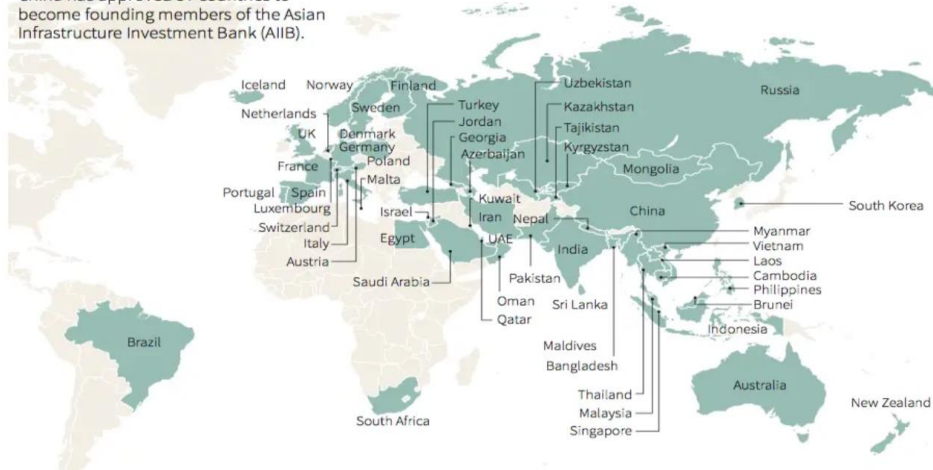 become founding members of the Asian
Infrastructure Investment Bank (AIIB).
Iceland
Norway
Finland
Uzbekistan
Russia
Netherlands
Sweden
Turkey
Kazakhstan
UK
Denmark
Jordan
Tajikistan
Germany
Georgia
Kyrgyzstan
France
Poland
Azerbaijan
Mongolia
Malta
Portugal
Spain
Kuwait
South Korea
Luxembourg
Israel
Iran
Nepal
China
Switzerland
Italy
Egypt
UAE
India
Myanmar
Vietnam
Austria
Laos
Saudi Arabia
Pakistan
Cambodia
Oman
Sri Lanka
Philippines
Qatar
Brunei
Indonesia
Brazil
Maldives
Bangladesh
Australia
Thailand
New Zealand
Malaysia
South Africa
Singapore